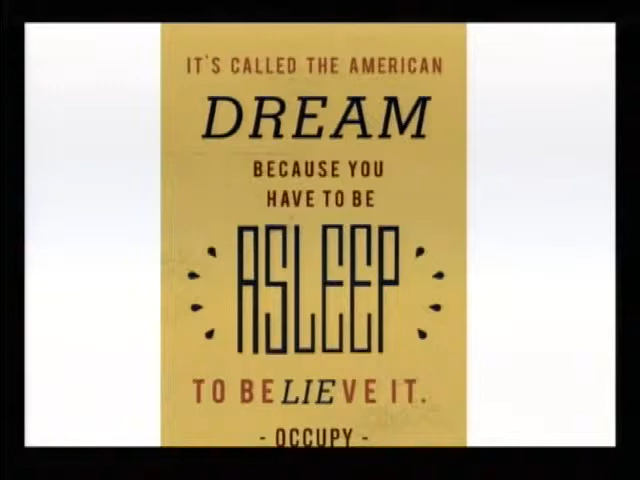 IT'S CALLED THE AMERICAN
DREAM
BECAUSE YOU
HAVE TO BE
ASLEEP
TO BELIEVE IT.
- OCCUPY -